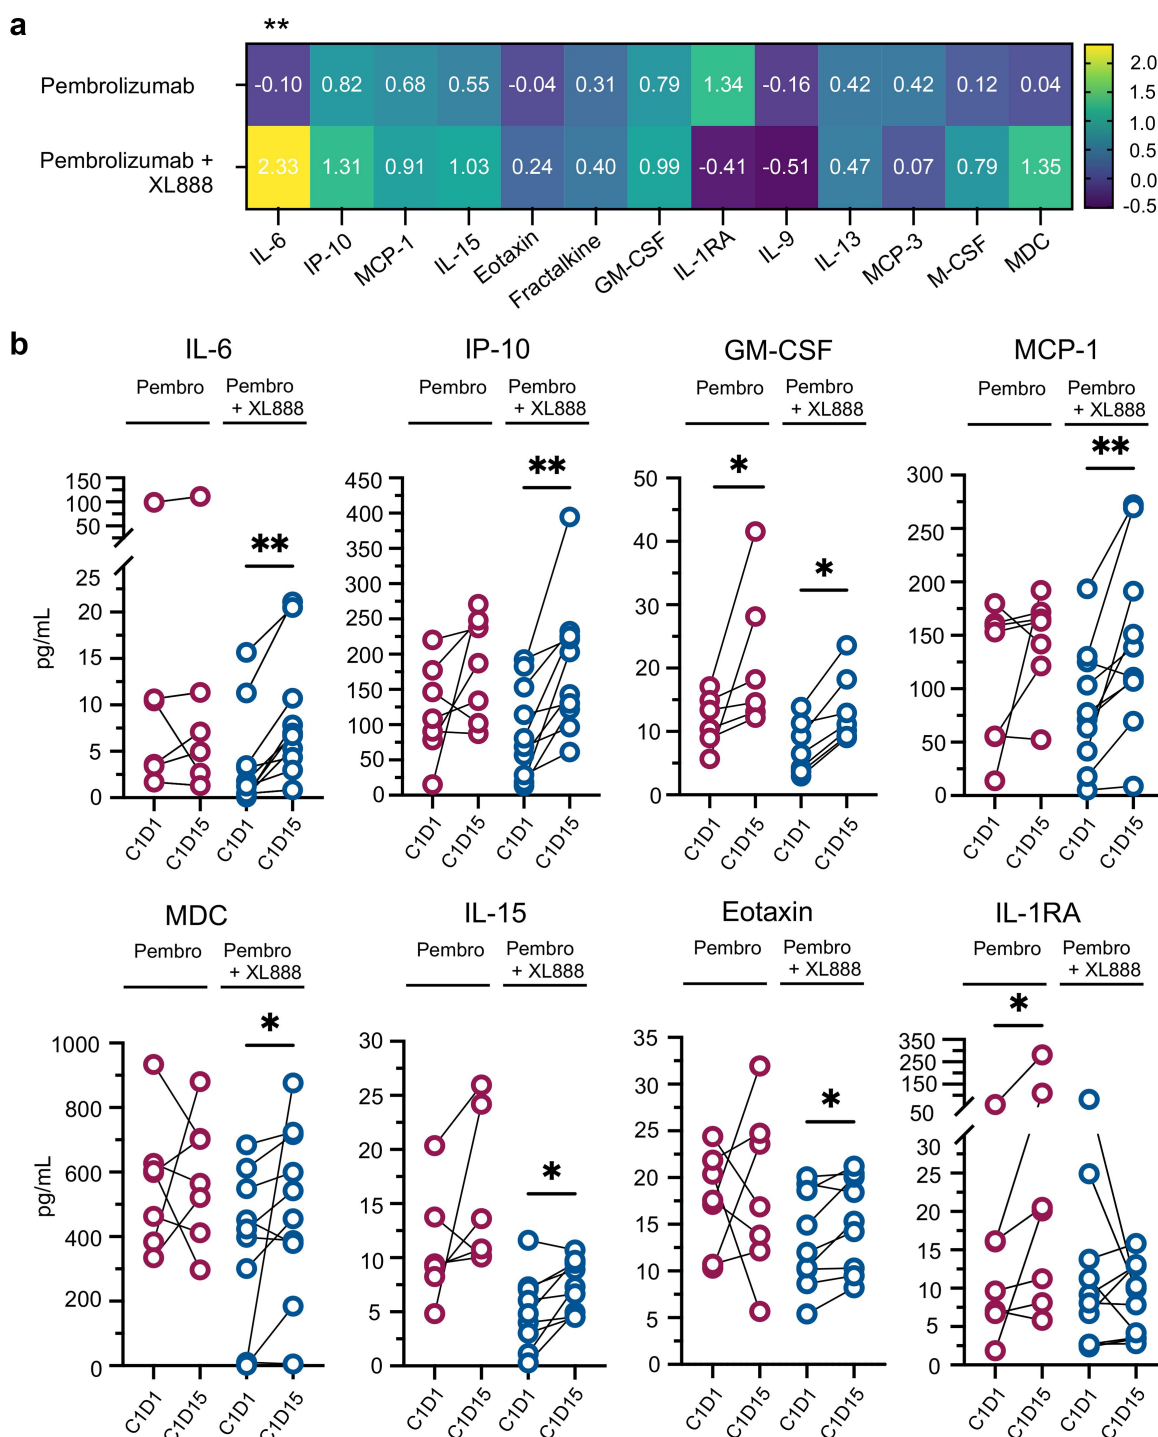 a
**
Pembrolizumab
-0.10 0.82 0.68 0.55 -0.04 0.31 0.79 1.34 -0.16 0.42 0.42 0.12 0.04
Pembrolizumab +
XL888
2.33 1.31 0.91 1.03 0.24 0.40 0.99 -0.41 -0.51 0.47 0.07 0.79 1.35
2.0
1.5
1.0
0.5
0.0
-0.5
IL-6 IP-10 MCP-1 IL-15 Eotaxin Fractalkine GM-CSF IL-1RA IL-9 IL-13 MCP-3 M-CSF MDC
b
IL-6
Pembro
Pembro
+ XL888
**
150
100
50
25
20
15
10
5
0
pg/mL
C1D1 C1D15 C1D1 C1D15
IP-10
Pembro
Pembro
+ XL888
**
450
400
350
300
250
200
150
100
50
0
C1D1 C1D15 C1D1 C1D15
GM-CSF
Pembro
Pembro
+ XL888
*
*
50
40
30
20
10
0
C1D1 C1D15 C1D1 C1D15
MCP-1
Pembro
Pembro
+ XL888
**
300
250
200
150
100
50
0
C1D1 C1D15 C1D1 C1D15
MDC
Pembro
Pembro
+ XL888
*
1000
800
600
400
200
0
pg/mL
C1D1 C1D15 C1D1 C1D15
IL-15
Pembro
Pembro
+ XL888
*
30
25
20
15
10
5
0
C1D1 C1D15 C1D1 C1D15
Eotaxin
Pembro
Pembro
+ XL888
*
35
30
25
20
15
10
5
0
C1D1 C1D15 C1D1 C1D15
IL-1RA
Pembro
Pembro
+ XL888
*
350
250
150
50
30
20
15
10
5
0
C1D1 C1D15 C1D1 C1D15